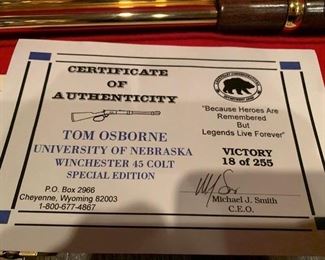 CERTIFICATE
OF
AUTHENTICITY
TOM OSBORNE
UNIVERSITY OF NEBRASKA
WINCHESTER 45 COLT
SPECIAL EDITION
P.O. Box 2966
Cheyenne, Wyoming 82003
1-800-677-4867
"Because Heroes Are
Remembered
But
Legends Live Forever"
VICTORY
18 of 255
Michael J. Smith
C.E.O.